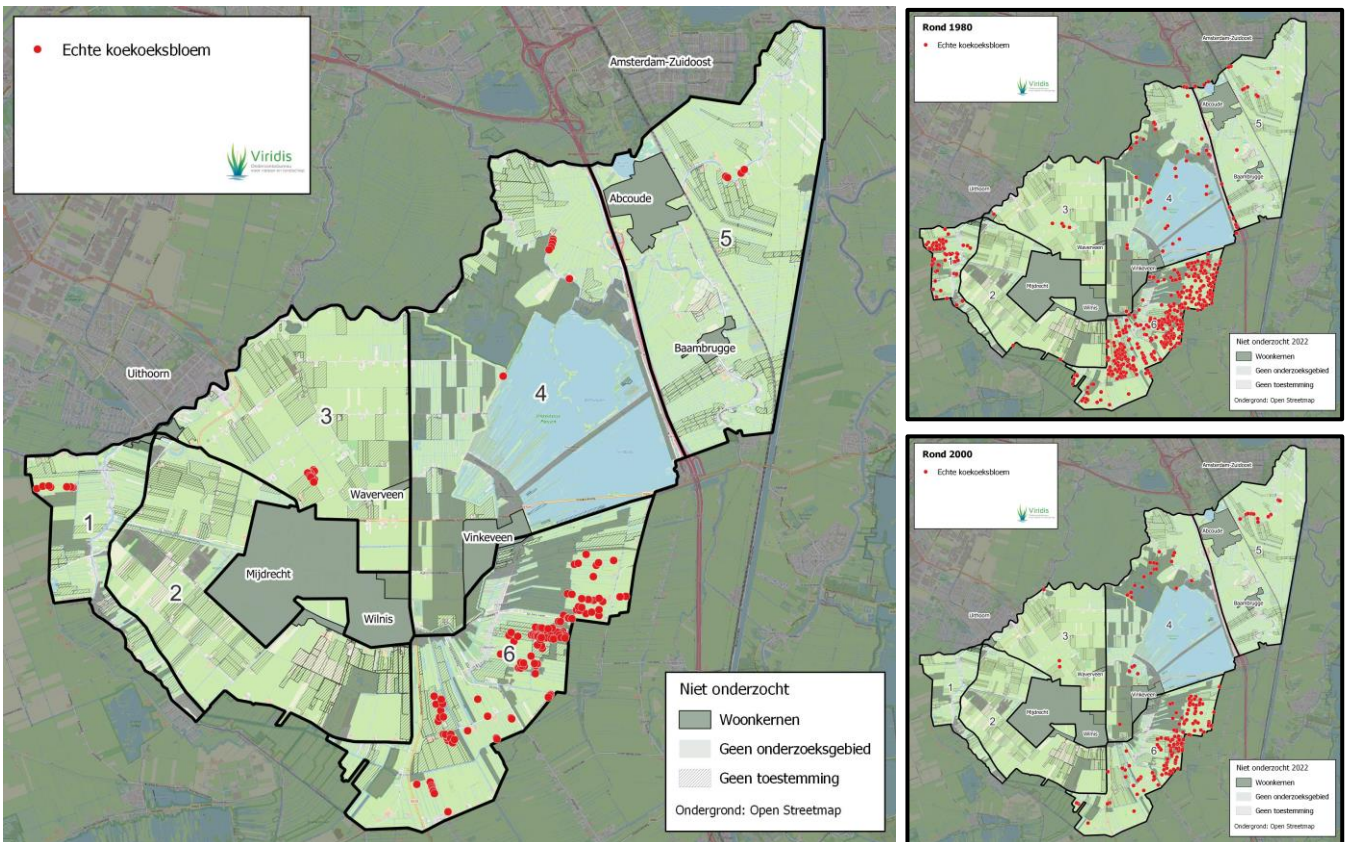 Echte koekoeksbloem
Viridis
Amsterdam-Zuidoost
Abcoude
5
Baambrugge
4
Uithoorn
3
Waverveen
1
Vinkeveen
Mijdrecht
2
Wilnis
6
Niet onderzocht
Woonkernen
Geen onderzoeksgebied
Geen toestemming
Ondergrond: Open Streetmap
Rond 1980
Echte koekoeksbloem
Viridis
Amsterdam-Zuidoost
Abcoude
5
Baambrugge
Uithoorn
4
3
Waverveen
Vinkeveen
2
Mijdrecht
Wilnis
6
Niet onderzocht 2022
Woonkernen
Geen onderzoeksgebied
Geen toestemming
Ondergrond: Open Streetmap
Rond 2000
Echte koekoeksbloem
Viridis
Amsterdam-Zuidoost
Abcoude
5
Baambrugge
Uithoorn
4
3
Waverveen
1
Vinkeveen
2
Mijdrecht
Wilnis
6
Niet onderzocht 2022
Woonkernen
Geen onderzoeksgebied
Geen toestemming
Ondergrond: Open Streetmap